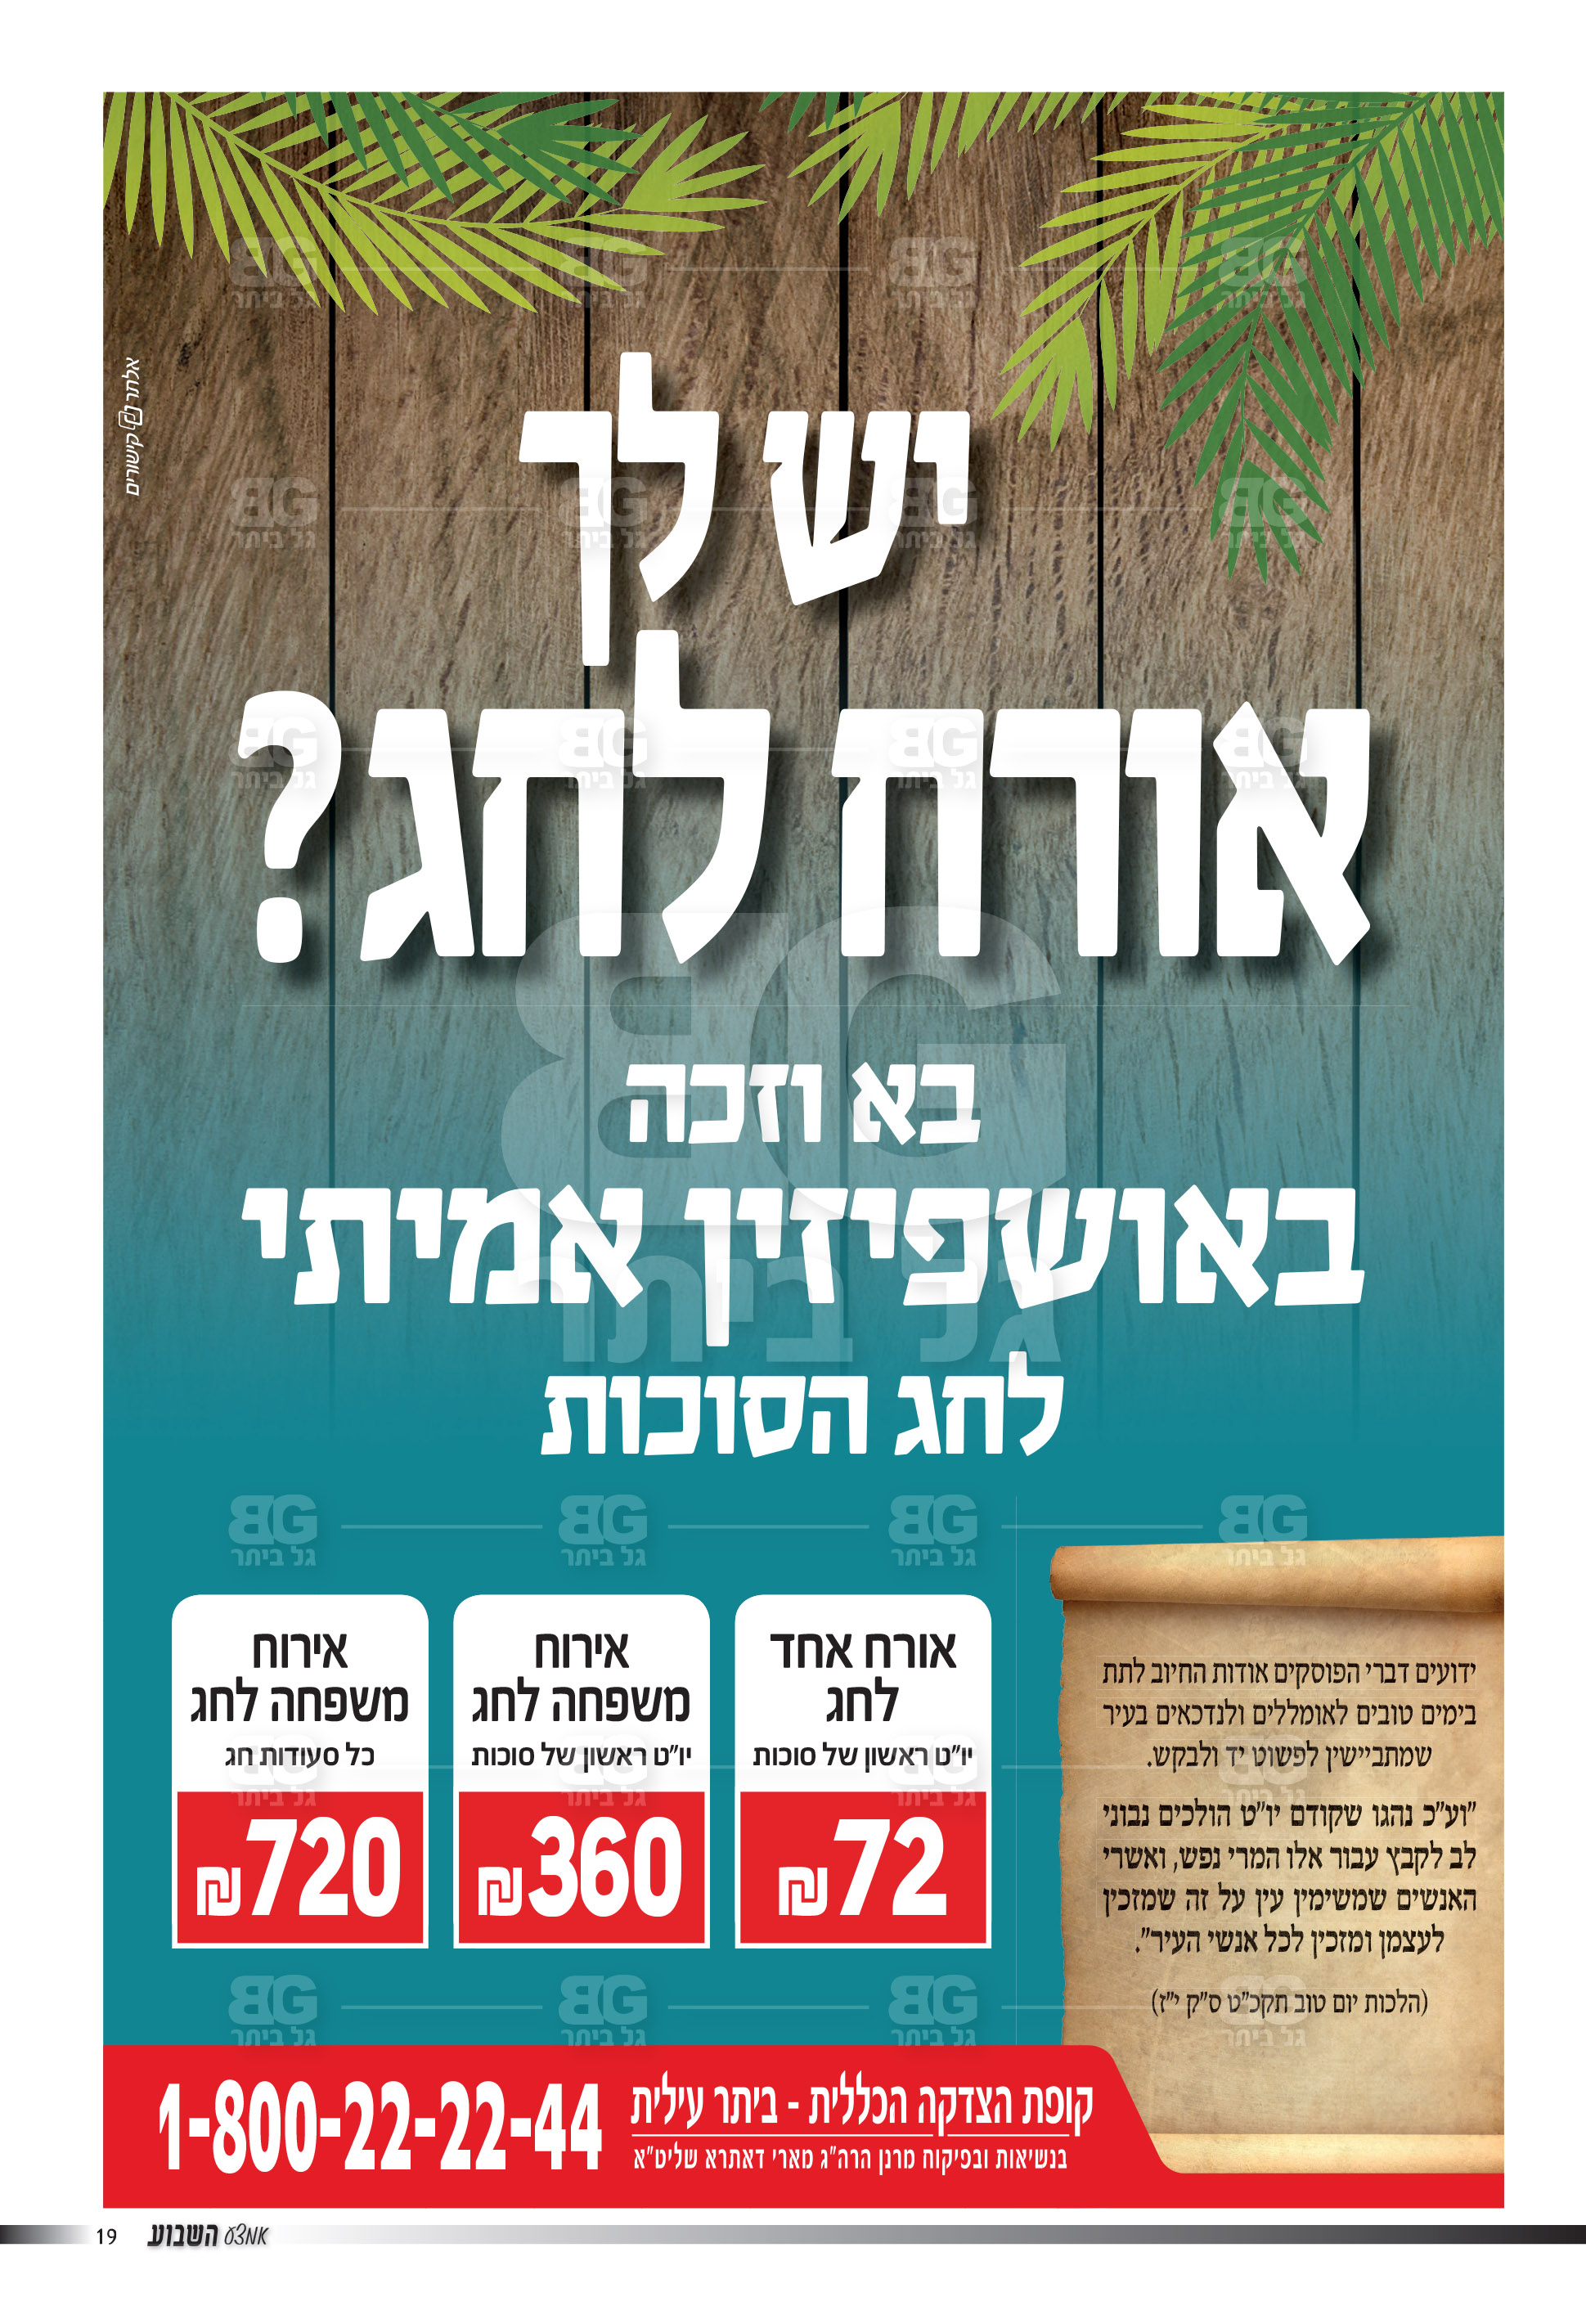 אלתר קישורים
יש לך
אורח לחג?
בא וזכה
באושפיזין אמיתי
לחג הסוכות
BG
גל ביתר
ידועים דברי הפוסקים אודות החיוב לתת
בימים טובים לאומללים ולנדכאים בעיר
שמתביישין לפשוט יד ולבקש.
"וע"כ נהגו שקודם יו"ט הולכים נבוני
לב לקבץ עבור אלו המרי נפש, ואשרי
האנשים שמשימין עין על זה שמזכין
לעצמן ומזכין לכל אנשי העיר".
(הלכות יום טוב תקכ"ט ס"ק י"ז)
אורח אחד
לחג
יו"ט ראשון של סוכות
72₪
אירוח
משפחה לחג
יו"ט ראשון של סוכות
360₪
אירוח
משפחה לחג
כל סעודות חג
720₪
קופת הצדקה הכללית - ביתר עילית
בנשיאות ובפיקוח מרנן הרה"ג מארי דאתרא שליט"א
1-800-22-22-44
אמצע השבוע 19